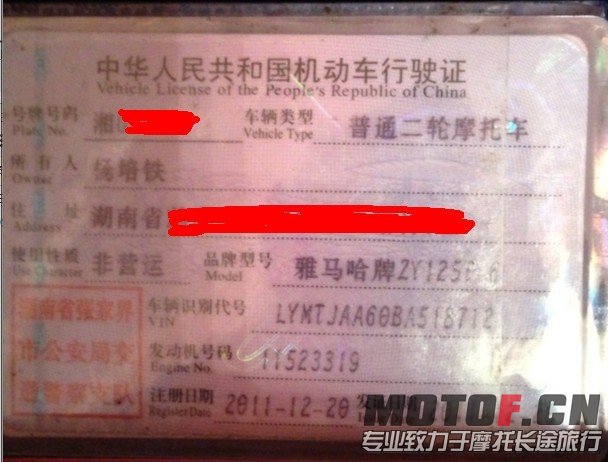 中华人民共和国机动车行驶证
Vehicle License of the People's Republic of China
号牌号码 湘 车辆类型 普通二轮摩托车
Plate No. Vehicle Type
所有人 杨培铁
Owner
住址 湖南省
Address
使用性质 非营运 品牌型号 雅马哈牌ZY125
Use Character Model
湖南省张家界
市公安局交
通警察支队
车辆识别代号 LYMTJAA60BA518712
VIN
发动机号码 11523319
Engine No.
注册日期 2011-12-20
Register Date
MOTOF.CN
专业致力于摩托长途旅行